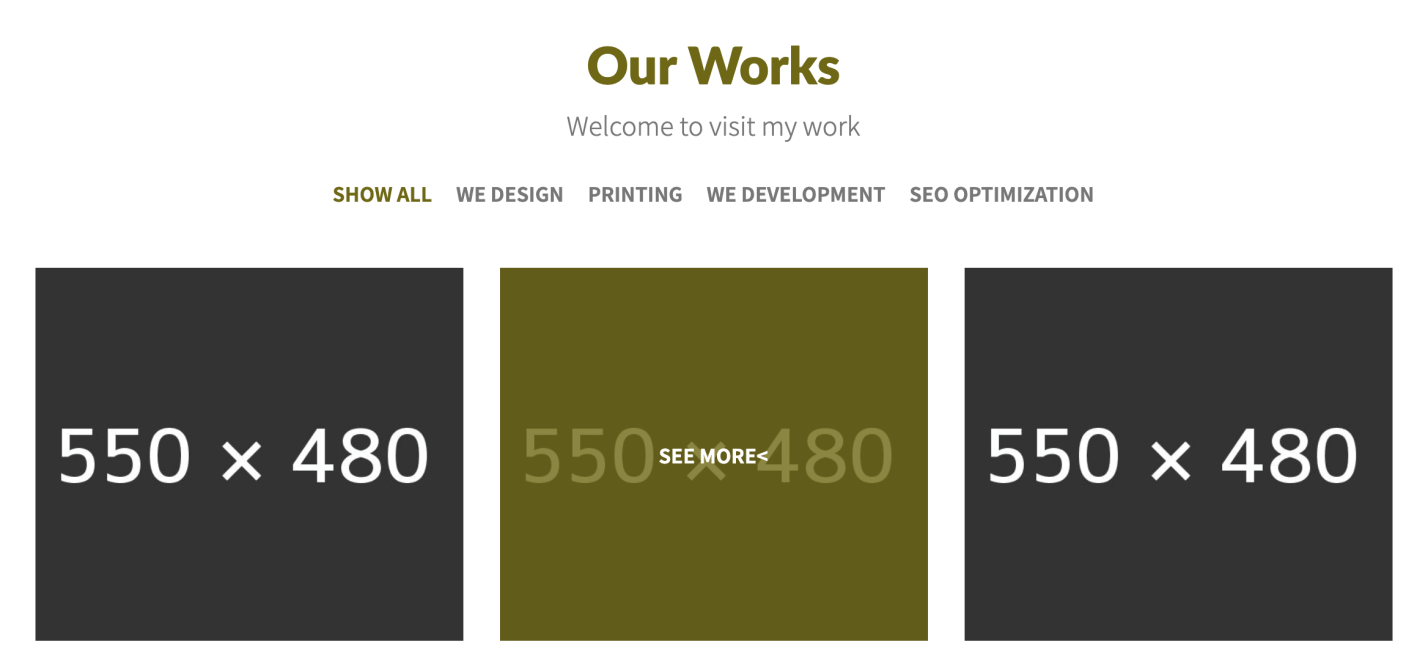 Our Works
Welcome to visit my work
SHOW ALL WE DESIGN PRINTING WE DEVELOPMENT SEO OPTIMIZATION
550 × 480
550 × 480
SEE MORE<
550 × 480